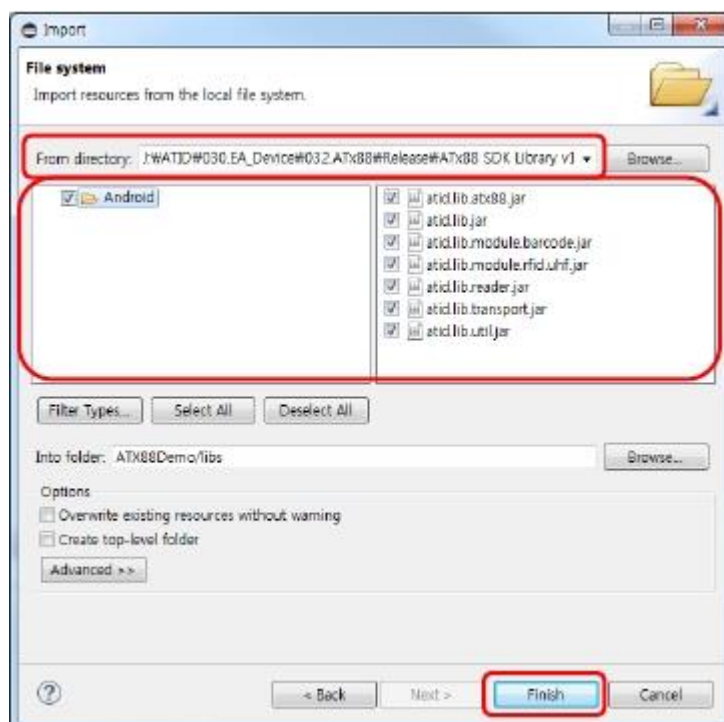 Import
File system
Import resources from the local file system.
From directory: J:₩ATID₩030.EA_Device₩032.ATx88₩Release₩ATx88 SDK Library v1 Browse...
Android
atid.lib.atx88.jar
atid.lib.jar
atid.lib.module.barcode.jar
atid.lib.module.rfid.uhf.jar
atid.lib.reader.jar
atid.lib.transport.jar
atid.lib.util.jar
Filter Types... Select All Deselect All
Into folder: ATX88Demo/libs Browse...
Options
Overwrite existing resources without warning
Create top-level folder
Advanced >>
? < Back Next > Finish Cancel